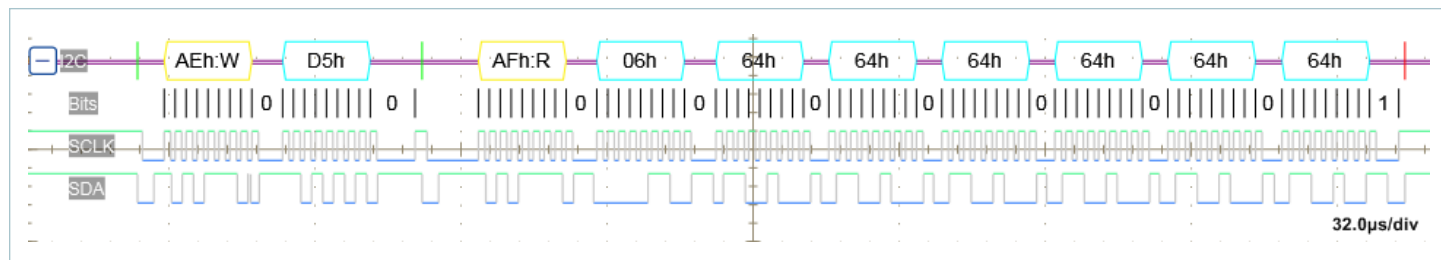 I2C AEh:W D5h AFh:R 06h 64h 64h 64h 64h 64h 64h
Bits 0 0 0 0 0 0 0 0 0 1
SCLK
SDA
32.0µs/div